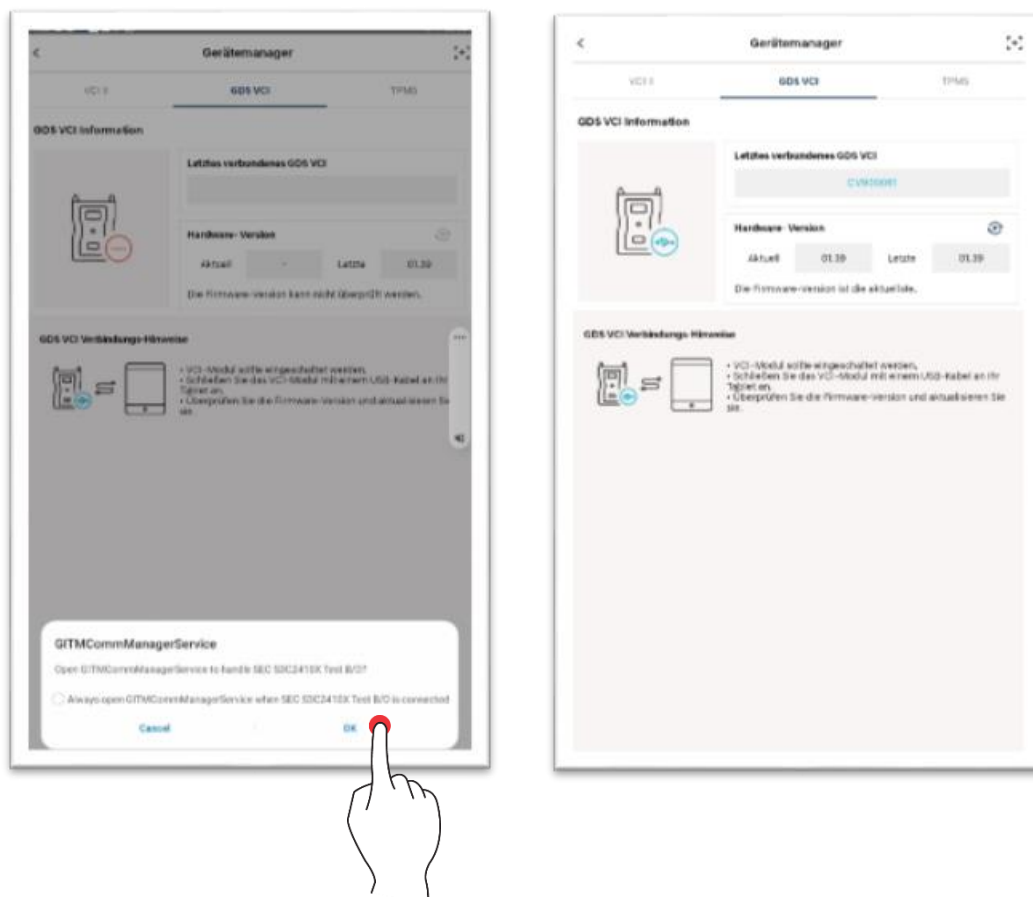 Gerätemanager
VCI II
GDS VCI
TPMS
GDS VCI Information
Letztes verbundenes GDS VCI
Hardware- Version
Aktuell
-
Letzte
01.39
Die Firmware-Version kann nicht überprüft werden.
GDS VCI Verbindungs-Hinweise
• VCI-Modul sollte eingeschaltet werden.
• Schließen Sie das VCI-Modul mit einem USB-Kabel an Ihr
Tablet an.
• Überprüfen Sie die Firmware-Version und aktualisieren Sie
sie.
GITMCommManagerService
Open GITMCommManagerService to handle SEC S3C2410X Test B/D?
Always open GITMCommManagerService when SEC S3C2410X Test B/D is connected
Cancel
OK
Gerätemanager
VCI II
GDS VCI
TPMS
GDS VCI Information
Letztes verbundenes GDS VCI
Hardware- Version
Aktuell
01.39
Letzte
01.39
Die Firmware-Version ist die aktuellste.
GDS VCI Verbindungs-Hinweise
• VCI-Modul sollte eingeschaltet werden.
• Schließen Sie das VCI-Modul mit einem USB-Kabel an Ihr
Tablet an.
• Überprüfen Sie die Firmware-Version und aktualisieren Sie
sie.